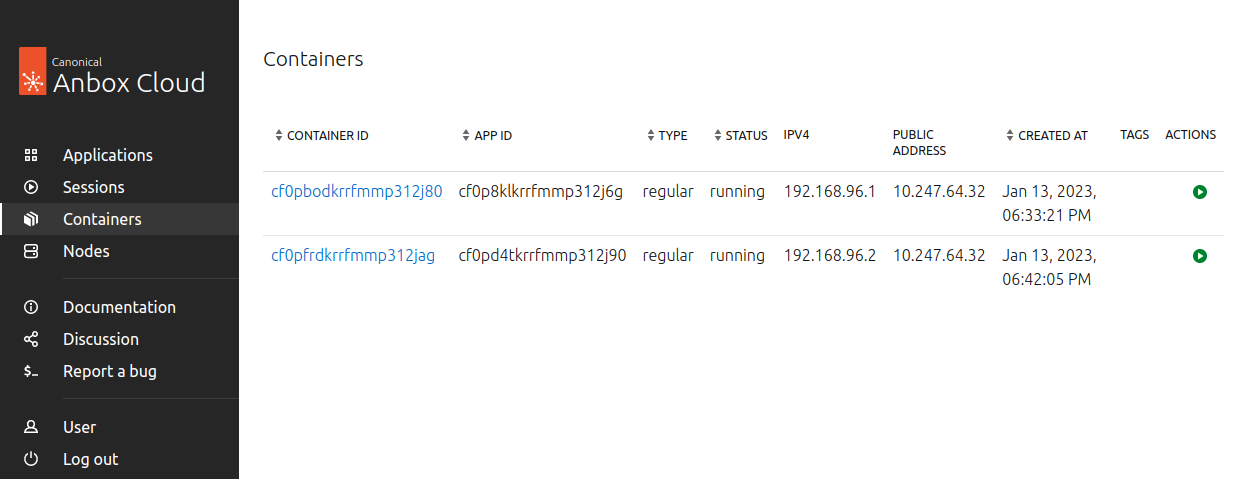 Canonical
Anbox Cloud
Applications
Sessions
Containers
Nodes
Documentation
Discussion
Report a bug
User
Log out
Containers
CONTAINER ID APP ID TYPE STATUS IPV4 PUBLIC ADDRESS CREATED AT TAGS ACTIONS
cf0pbodkrrfmmp312j80 cf0p8klkrrfmmp312j6g regular running 192.168.96.1 10.247.64.32 Jan 13, 2023,
06:33:21 PM
cf0pfrdkrrfmmp312jag cf0pd4tkrrfmmp312j90 regular running 192.168.96.2 10.247.64.32 Jan 13, 2023,
06:42:05 PM